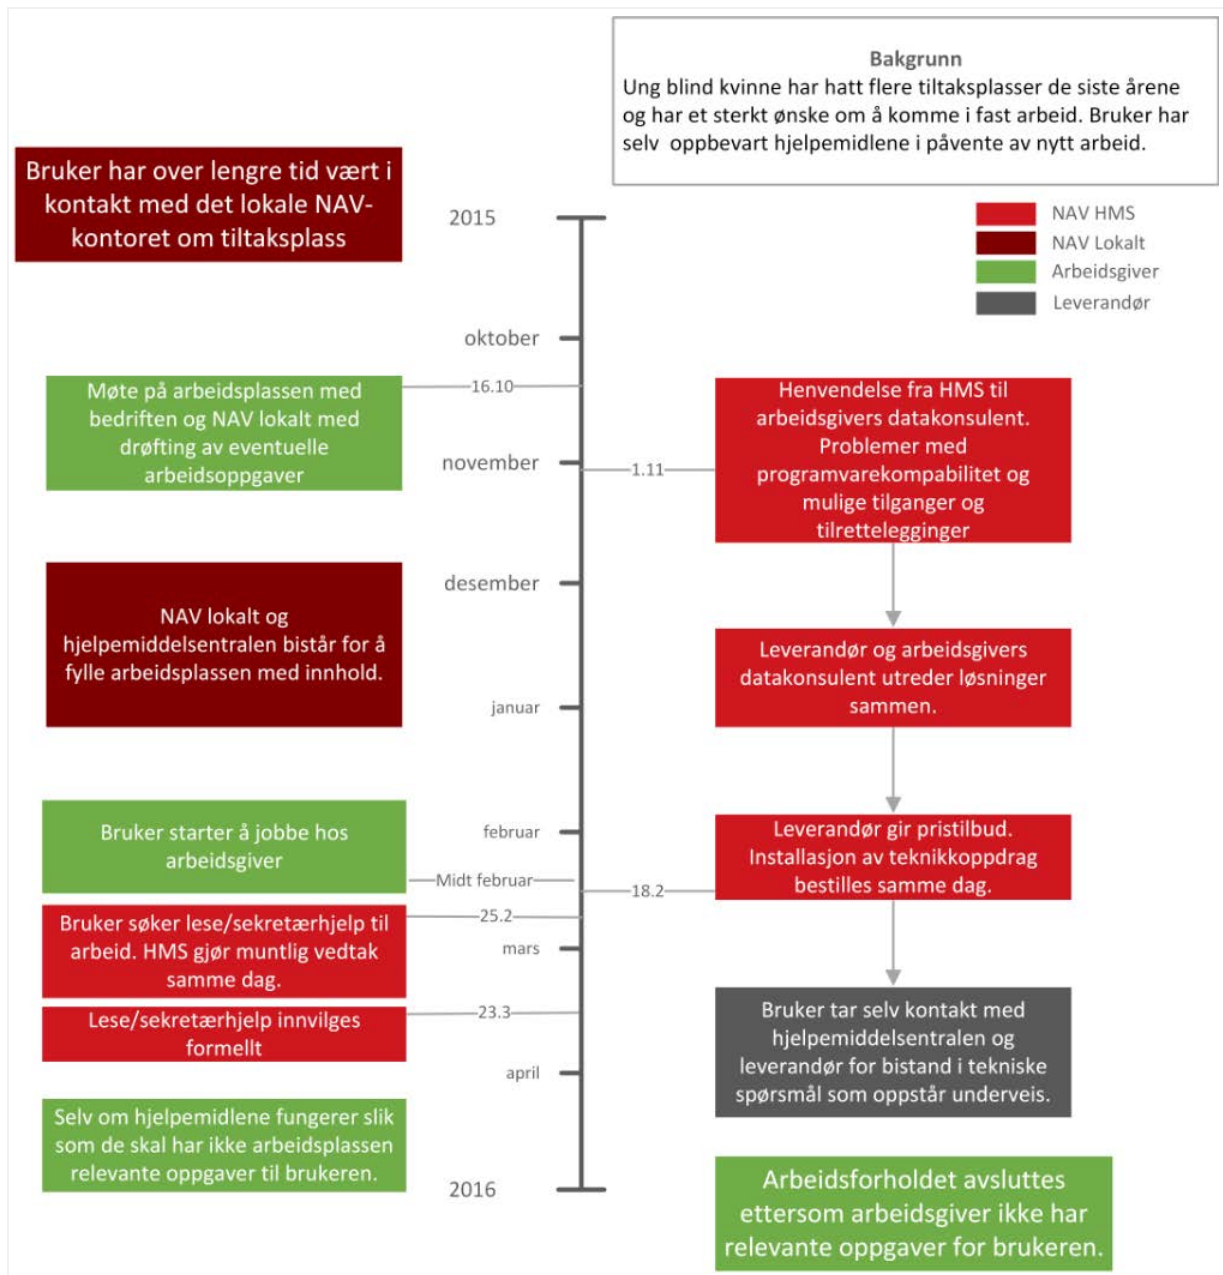 Bakgrunn
Ung blind kvinne har hatt flere tiltaksplasser de siste årene
og har et sterkt ønske om å komme i fast arbeid. Bruker har
selv oppbevart hjelpemidlene i påvente av nytt arbeid.
Bruker har over lengre tid vært i
kontakt med det lokale NAV-
kontoret om tiltaksplass
2015
NAV HMS
NAV Lokalt
Arbeidsgiver
Leverandør
oktober
16.10
Møte på arbeidsplassen med
bedriften og NAV lokalt med
drøfting av eventuelle
arbeidsoppgaver
november
1.11
Henvendelse fra HMS til
arbeidsgivers datakonsulent.
Problemer med
programvarekompabilitet og
mulige tilganger og
tilrettelegginger
desember
NAV lokalt og
hjelpemiddelsentralen bistår for å
fylle arbeidsplassen med innhold.
Leverandør og arbeidsgivers
datakonsulent utreder løsninger
sammen.
januar
februar
Bruker starter å jobbe hos
arbeidsgiver
Midt februar
18.2
Leverandør gir pristilbud.
Installasjon av teknikkoppdrag
bestilles samme dag.
25.2
Bruker søker lese/sekretærhjelp til
arbeid. HMS gjør muntlig vedtak
samme dag.
mars
23.3
Lese/sekretærhjelp innvilges
formellt
Bruker tar selv kontakt med
hjelpemiddelsentralen og
leverandør for bistand i tekniske
spørsmål som oppstår underveis.
april
Selv om hjelpemidlene fungerer slik
som de skal har ikke arbeidsplassen
relevante oppgaver til brukeren.
2016
Arbeidsforholdet avsluttes
ettersom arbeidsgiver ikke har
relevante oppgaver for brukeren.